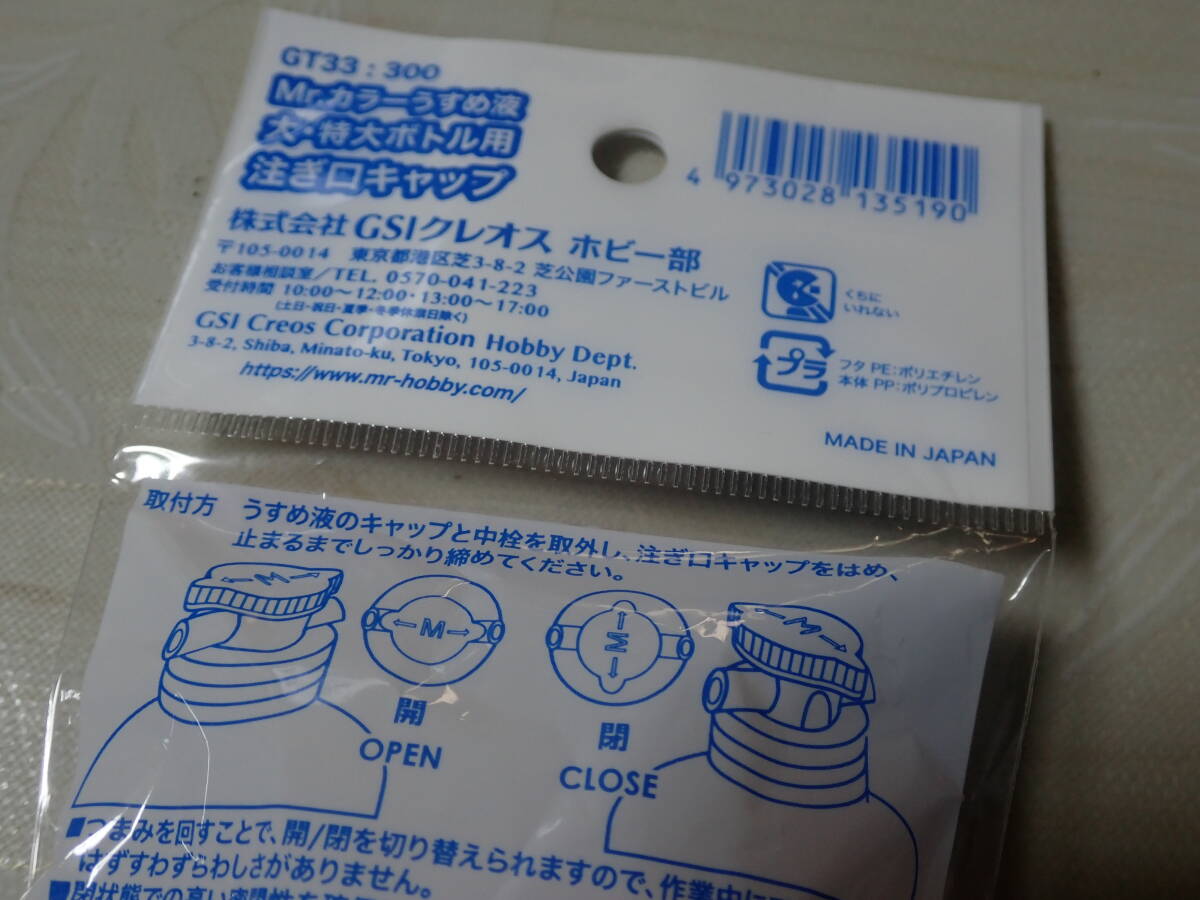 GT33 : 300
Mr.カラーうすめ液
大・特大ボトル用
注ぎ口キャップ
4 973028 135190
株式会社 GSIクレオス ホビー部
〒105-0014 東京都港区芝3-8-2 芝公園ファーストビル
お客様相談室/TEL. 0570-041-223
受付時間 10:00〜12:00・13:00〜17:00
(土日・祝日・夏季・冬季休業日除く)
GSI Creos Corporation Hobby Dept.
3-8-2, Shiba, Minato-ku, Tokyo, 105-0014, Japan
https://www.mr-hobby.com/
くちに
いれない
プラ
フタ PE:ポリエチレン
本体 PP:ポリプロピレン
MADE IN JAPAN
取付方 うすめ液のキャップと中栓を取外し、注ぎ口キャップをはめ、
止まるまでしっかり締めてください。
M
M
M
M
開
OPEN
閉
CLOSE
■つまみを回すことで、開/閉を切り替えられますので、作業中に
はずすわずらわしさがありません。
■閉状態での高い密閉性を